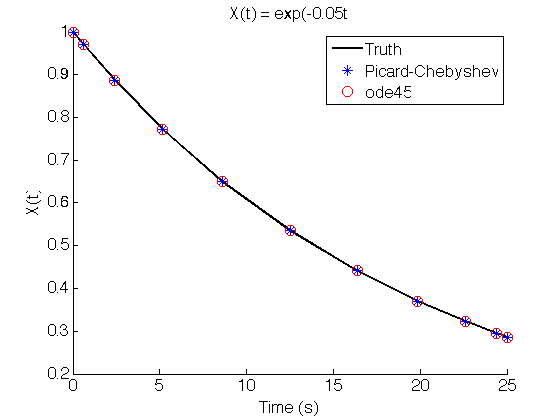 X(t) = exp(-0.05t
1
0.9
0.8
0.7
0.6
0.5
0.4
0.3
0.2
X(t)
Truth
Picard-Chebyshev
ode45
0
5
10
15
20
25
Time (s)